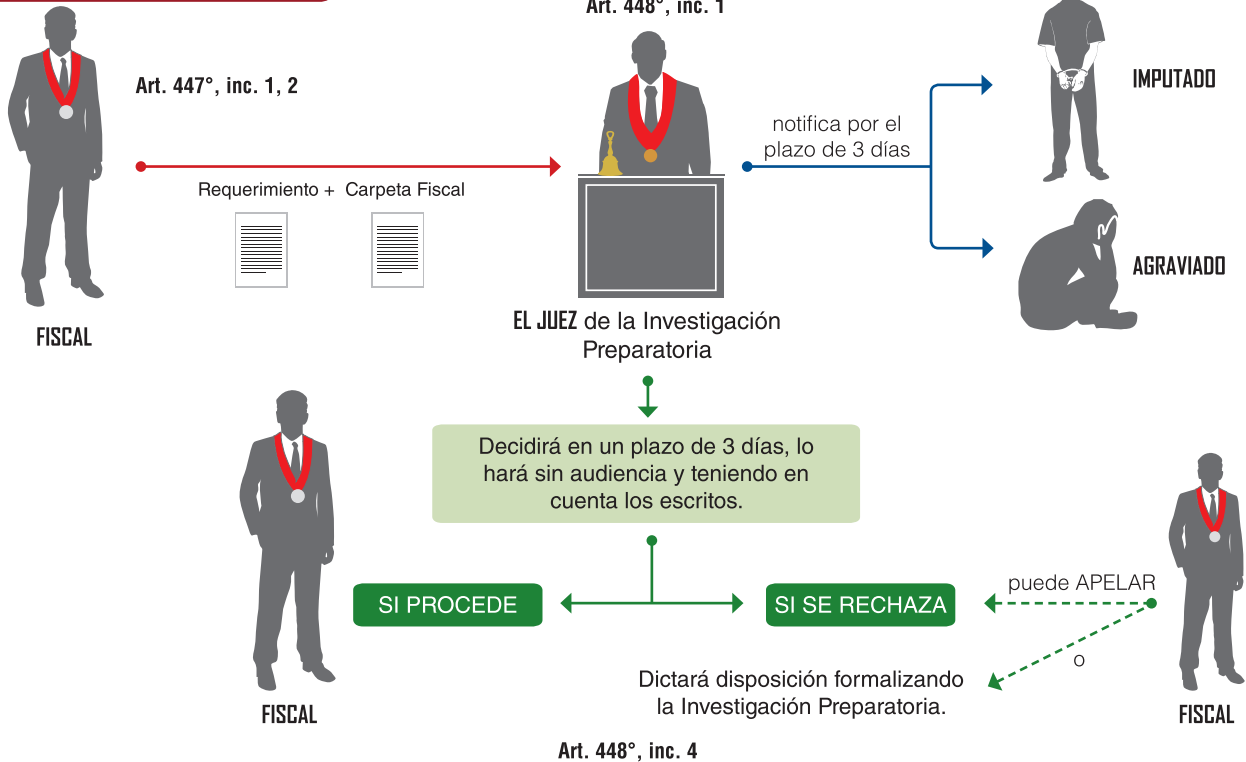 Art. 448°, inc. 1
Art. 447°, inc. 1, 2
IMPUTADO
notifica por el
plazo de 3 días
Requerimiento + Carpeta Fiscal
AGRAVIADO
FISCAL
EL JUEZ de la Investigación
Preparatoria
Decidirá en un plazo de 3 días, lo
hará sin audiencia y teniendo en
cuenta los escritos.
SI PROCEDE
SI SE RECHAZA
puede APELAR
o
Dictará disposición formalizando
la Investigación Preparatoria.
FISCAL
FISCAL
Art. 448°, inc. 4